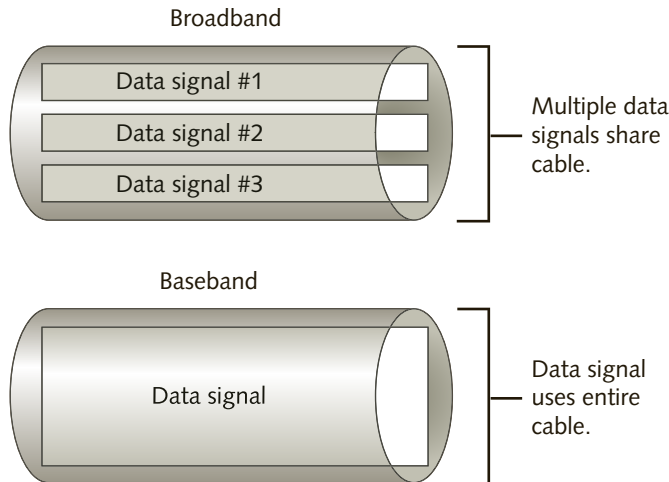 Broadband
Data signal #1
Data signal #2
Data signal #3
Multiple data
signals share
cable.
Baseband
Data signal
Data signal
uses entire
cable.